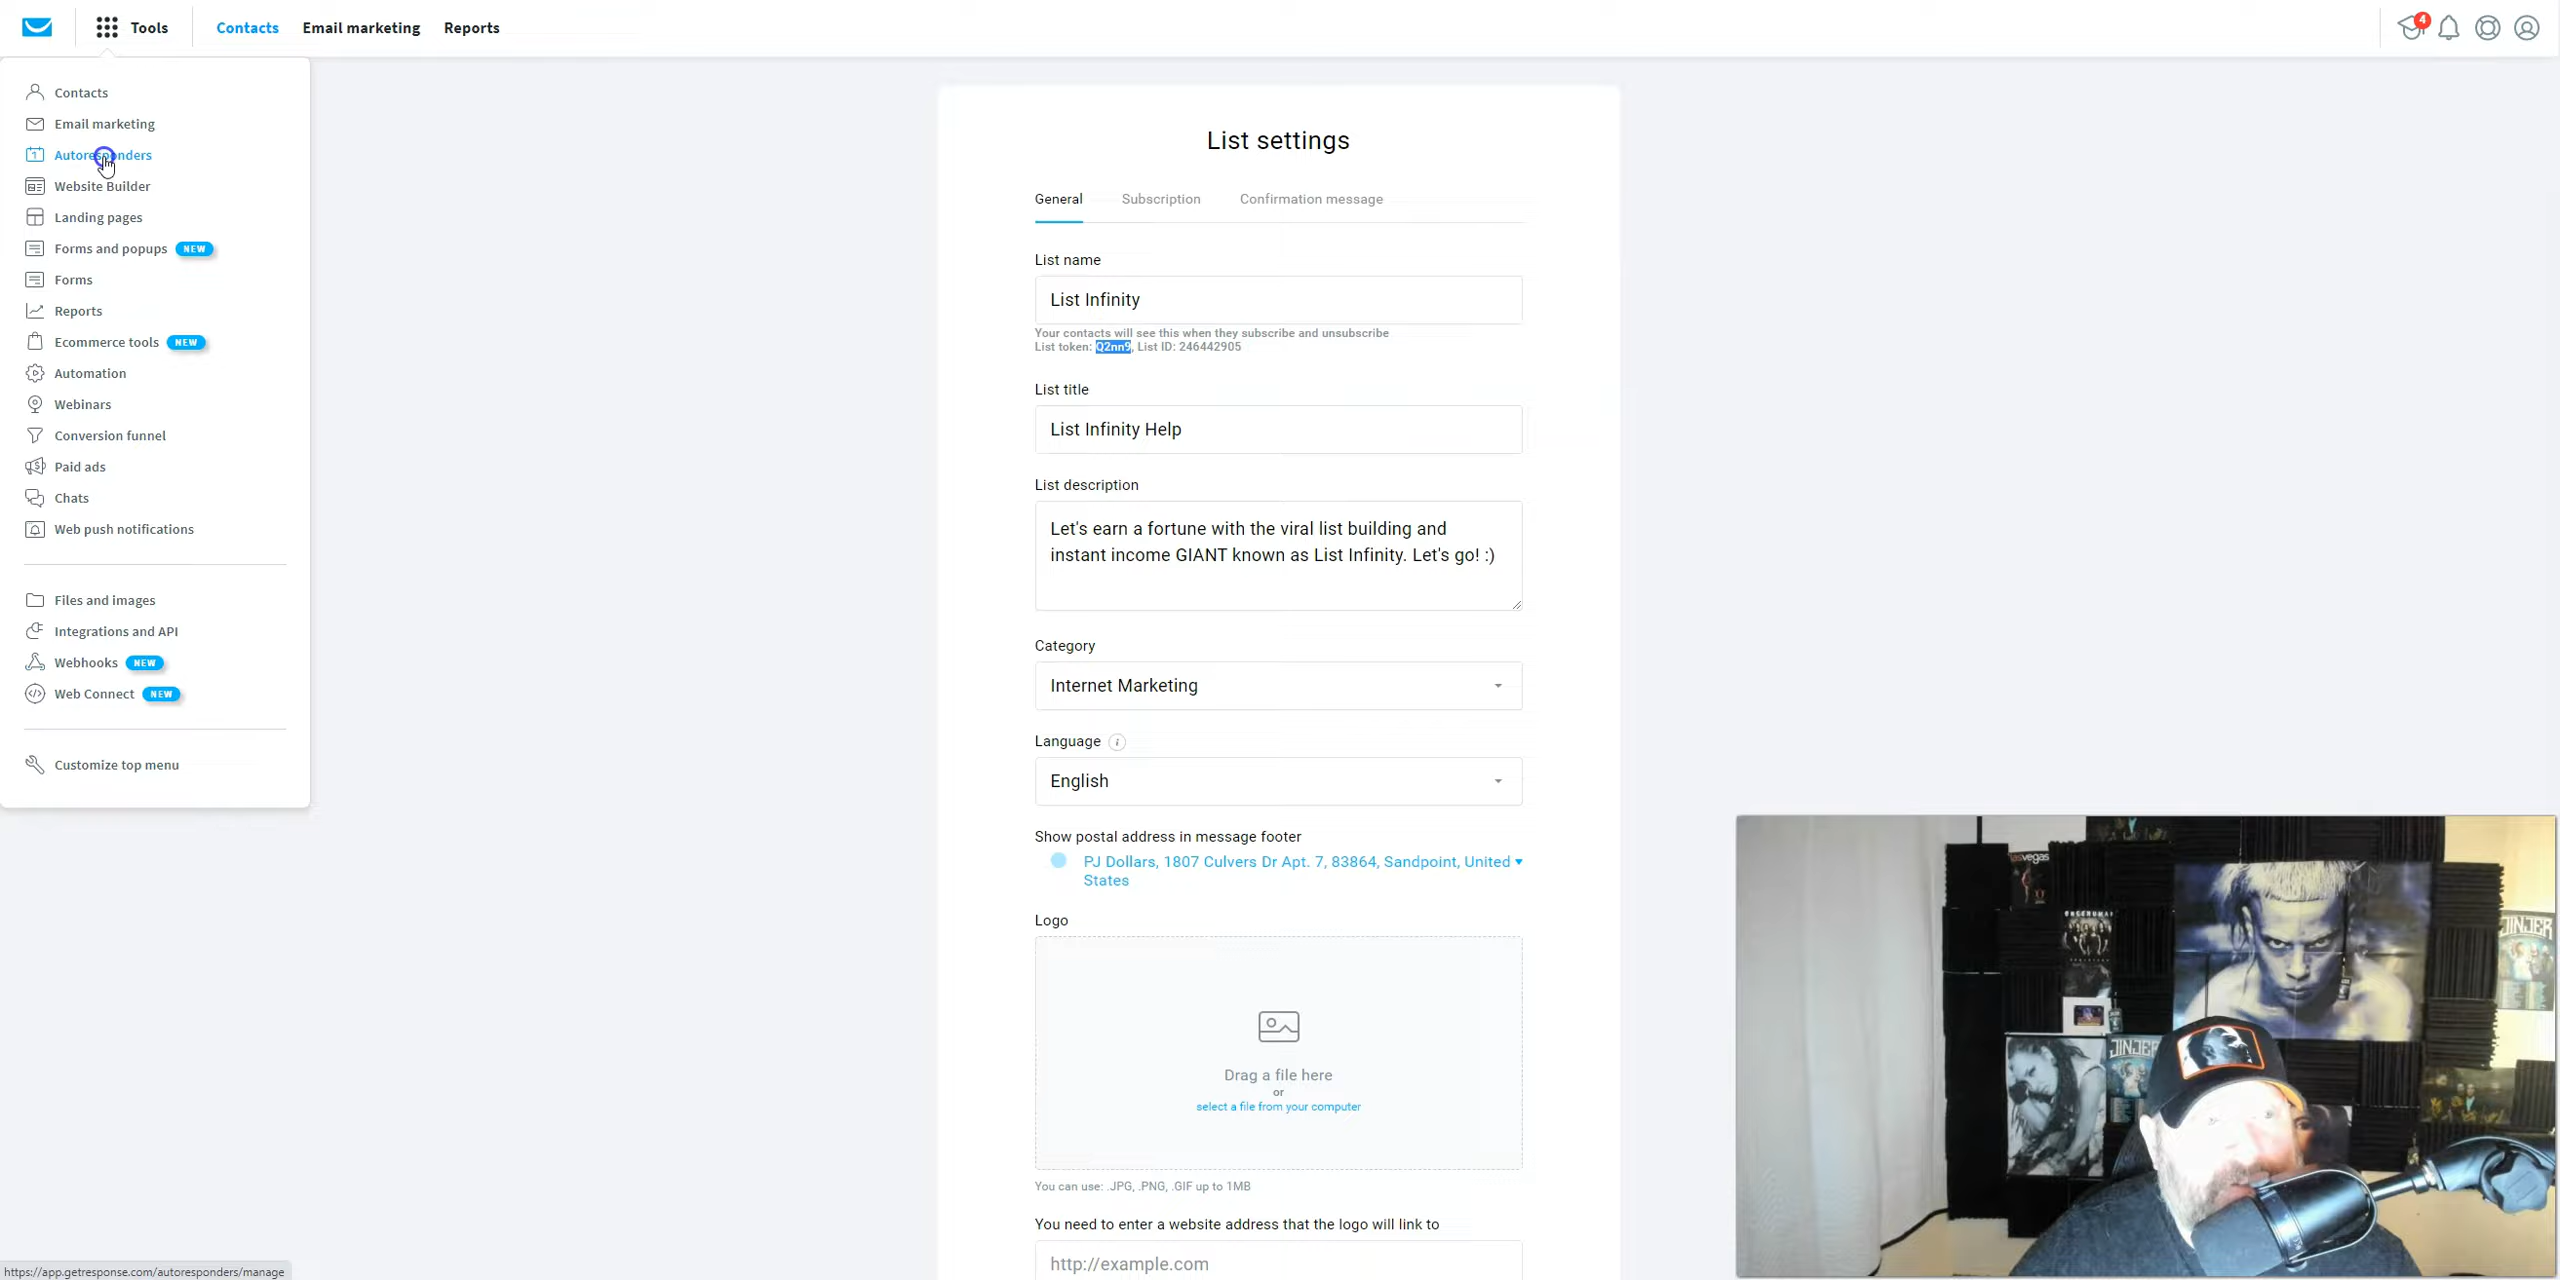 Tools
Contacts
Email marketing
Reports
4
Contacts
Email marketing
Autoresponders
Website Builder
Landing pages
Forms and popups NEW
Forms
Reports
Ecommerce tools NEW
Automation
Webinars
Conversion funnel
Paid ads
Chats
Web push notifications
Files and images
Integrations and API
Webhooks NEW
Web Connect NEW
Customize top menu
List settings
General
Subscription
Confirmation message
List name
List Infinity
Your contacts will see this when they subscribe and unsubscribe
List token: Q2nn9, List ID: 246442905
List title
List Infinity Help
List description
Let's earn a fortune with the viral list building and
instant income GIANT known as List Infinity. Let's go! :)
Category
Internet Marketing
Language
English
Show postal address in message footer
PJ Dollars, 1807 Culvers Dr Apt. 7, 83864, Sandpoint, United
States
Logo
Drag a file here
or
select a file from your computer
You can use: .JPG, .PNG, .GIF up to 1MB
You need to enter a website address that the logo will link to
http://example.com
https://app.getresponse.com/autoresponders/manage
JINJER
JINJER